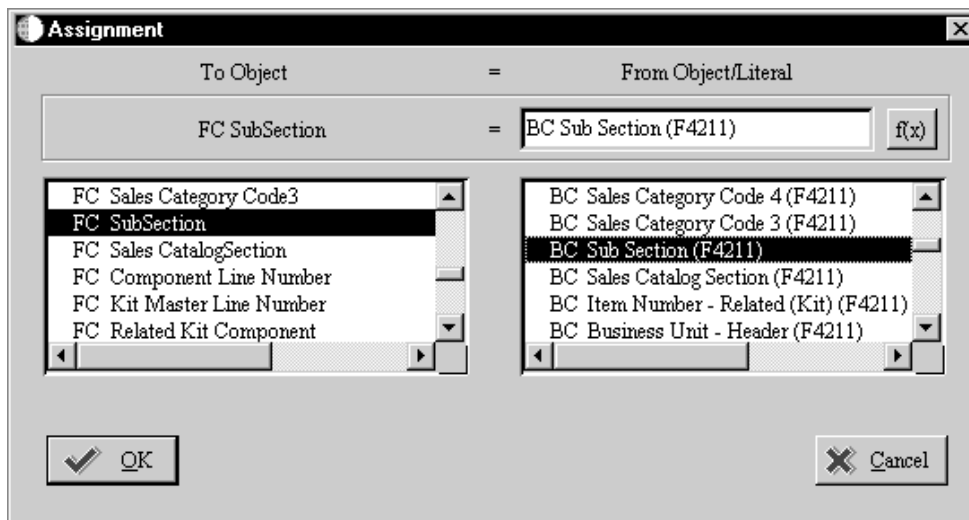 Assignment
To Object = From Object/Literal
FC SubSection = BC Sub Section (F4211) f(x)
FC Sales Category Code3
FC SubSection
FC Sales CatalogSection
FC Component Line Number
FC Kit Master Line Number
FC Related Kit Component
BC Sales Category Code 4 (F4211)
BC Sales Category Code 3 (F4211)
BC Sub Section (F4211)
BC Sales Catalog Section (F4211)
BC Item Number - Related (Kit) (F4211)
BC Business Unit - Header (F4211)
OK Cancel